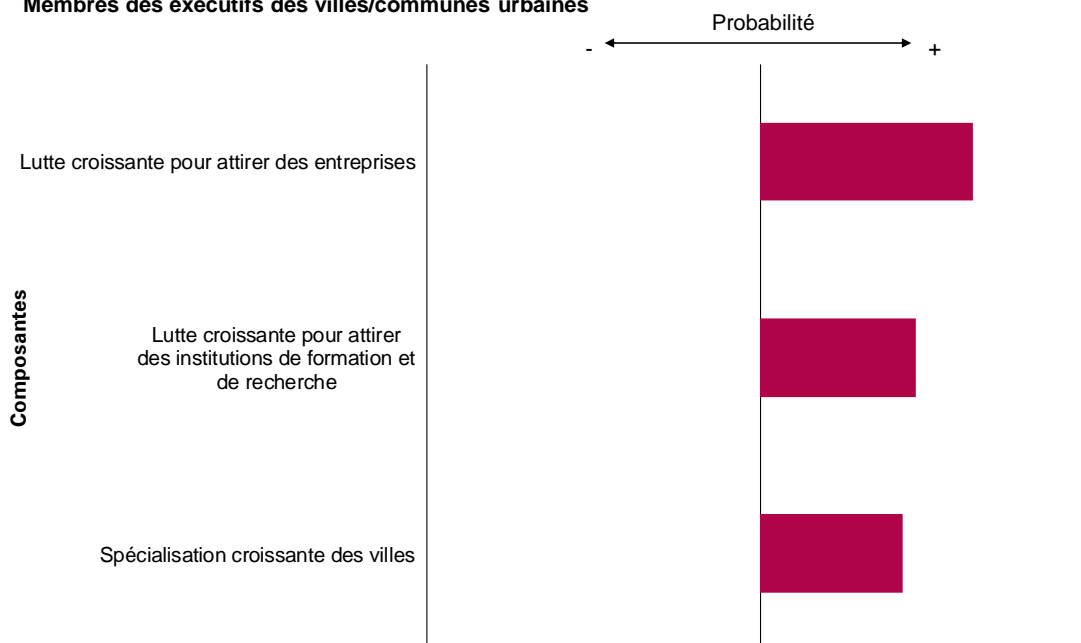 Membres des exécutifs des villes/communes urbaines
Probabilité
- +
Lutte croissante pour attirer des entreprises
Composantes
Lutte croissante pour attirer
des institutions de formation et
de recherche
Spécialisation croissante des villes